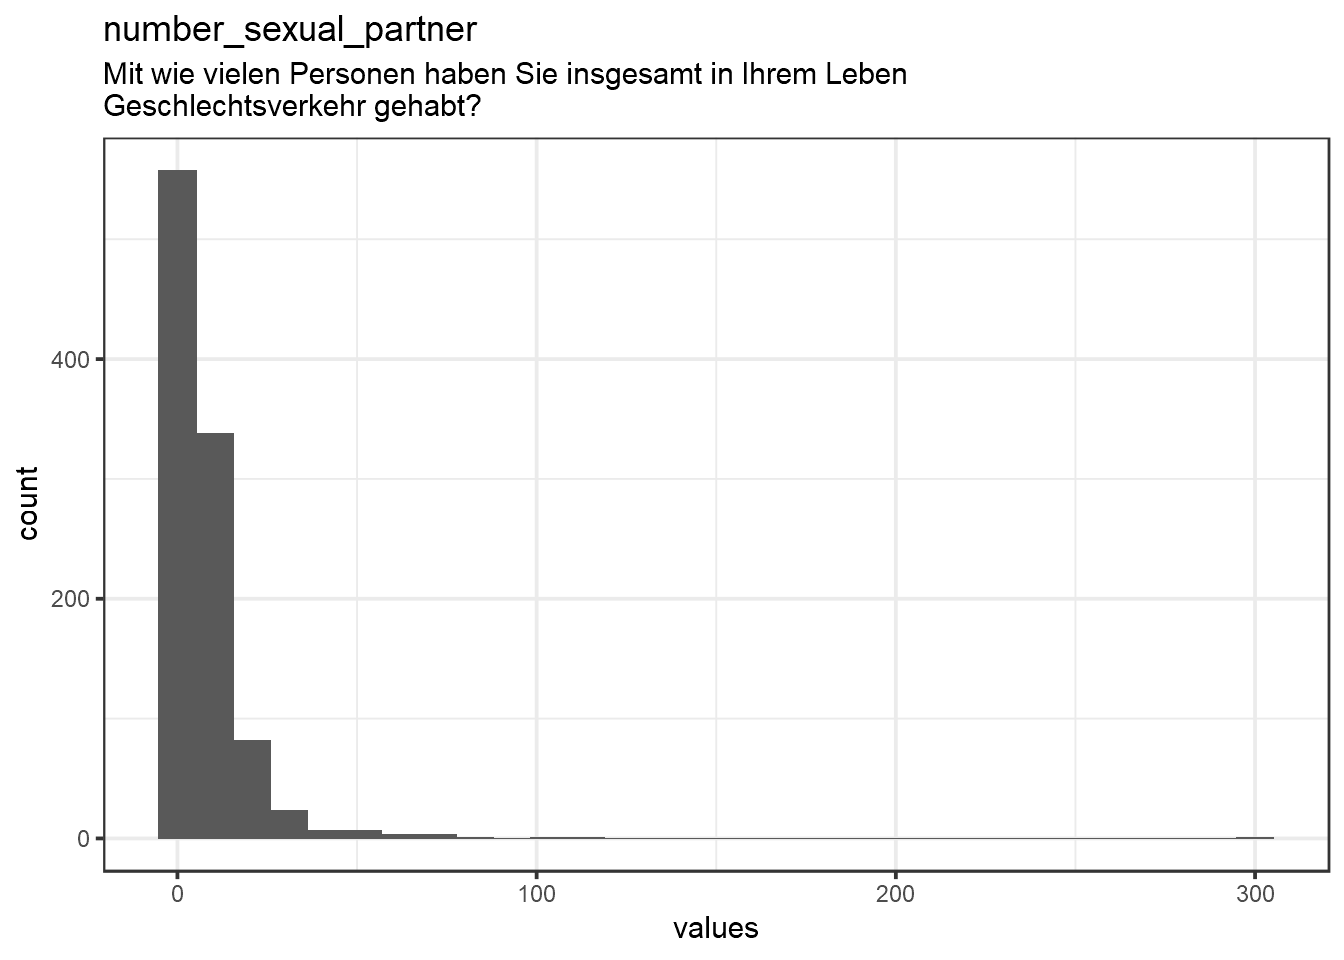 number_sexual_partner
Mit wie vielen Personen haben Sie insgesamt in Ihrem Leben
Geschlechtsverkehr gehabt?
count
400
200
0
0
100
200
300
values